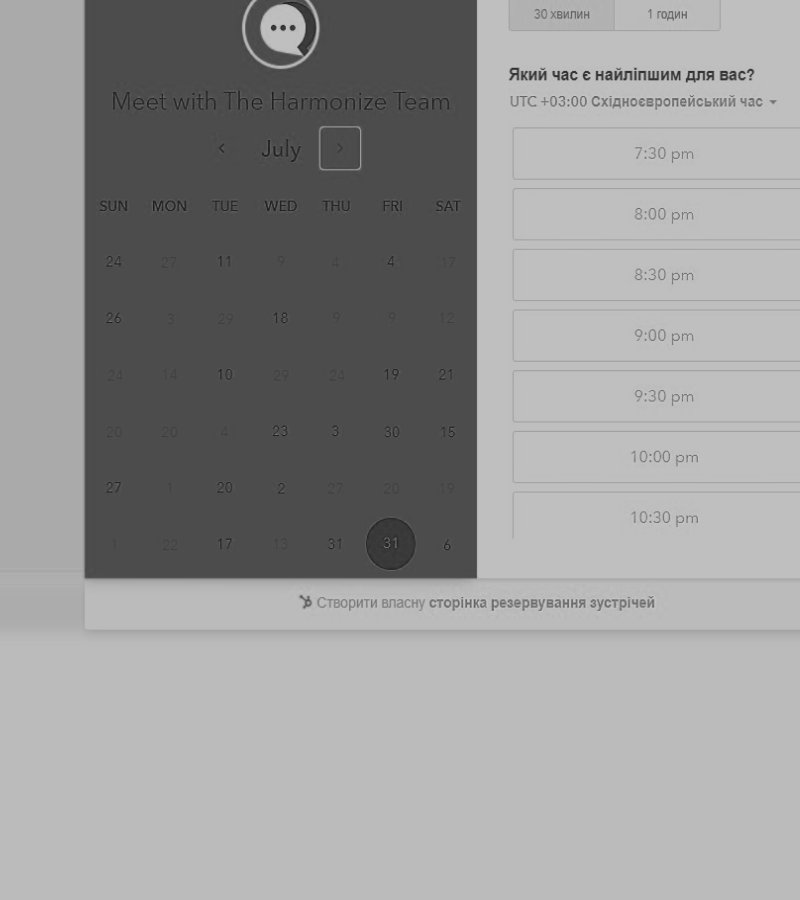 30 хвилин 1 годин
Meet with The Harmonize Team
Який час є найліпшим для вас?
UTC +03:00 Східноєвропейський час
July
SUN MON TUE WED THU FRI SAT
24 27 11 9 4 4 17
26 3 29 18 9 9 12
24 14 10 29 24 19 21
20 20 4 23 3 30 15
27 1 20 2 27 20 19
1 22 17 13 31 31 6
7:30 pm
8:00 pm
8:30 pm
9:00 pm
9:30 pm
10:00 pm
10:30 pm
Створити власну сторінка резервування зустрічей